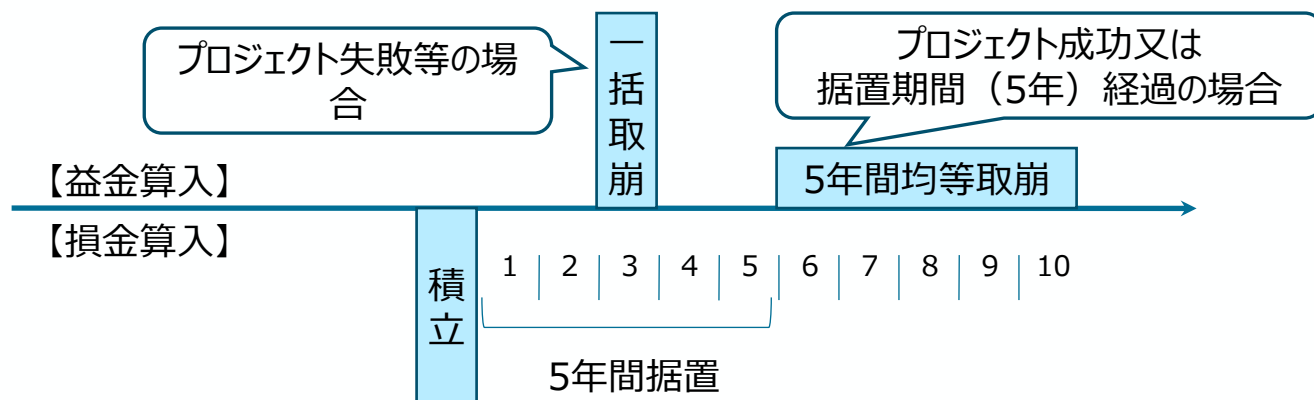 プロジェクト失敗等の場
合
一括取崩
プロジェクト成功又は
据置期間（5年）経過の場合
【益金算入】
5年間均等取崩
【損金算入】
積立
1 2 3 4 5 6 7 8 9 10
5年間据置